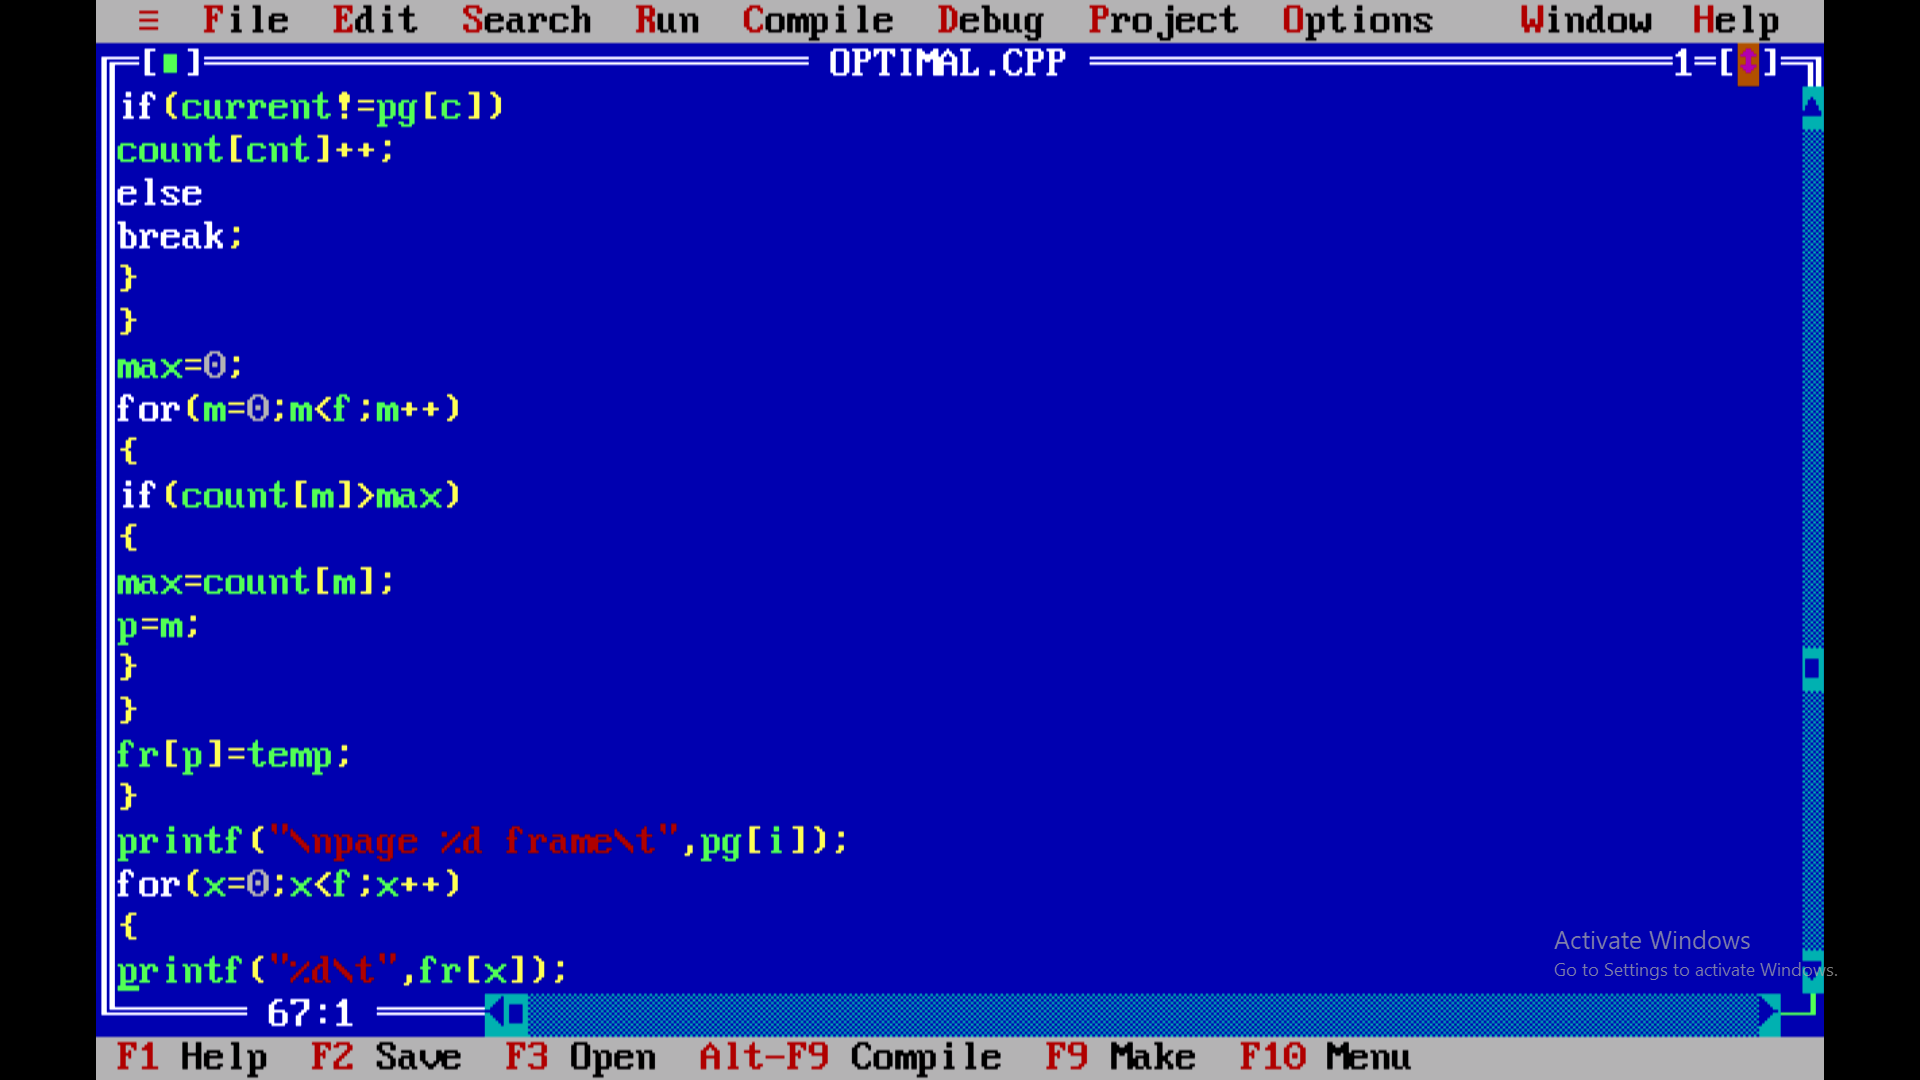 ≡ File Edit Search Run Compile Debug Project Options Window Help
[■] OPTIMAL.CPP 1=[↕]
if(current!=pg[c])
count[cnt]++;
else
break;
}
}
max=0;
for(m=0;m<f;m++)
{
if(count[m]>max)
{
max=count[m];
p=m;
}
}
fr[p]=temp;
}
printf("\npage %d frame\t",pg[i]);
for(x=0;x<f;x++)
{
printf("%d\t",fr[x]);
67:1
F1 Help F2 Save F3 Open Alt-F9 Compile F9 Make F10 Menu
Activate Windows
Go to Settings to activate Windows.